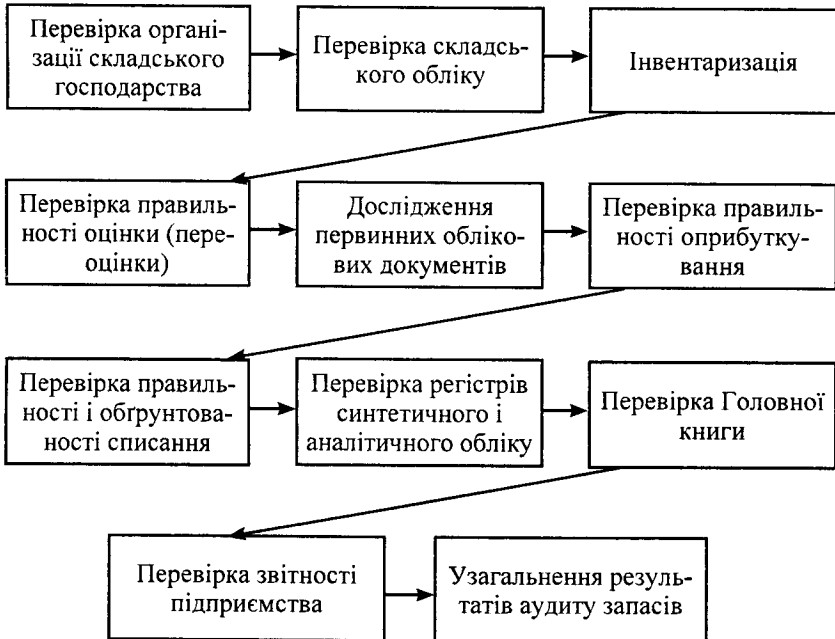 Перевірка органі-
зації складського
господарства
Перевірка складсь-
кого обліку
Інвентаризація
Перевірка правиль-
ності оцінки (пере-
оцінки)
Дослідження
первинних обліко-
вих документів
Перевірка правиль-
ності оприбутку-
вання
Перевірка правиль-
ності і обґрунтова-
ності списання
Перевірка регістрів
синтетичного і
аналітичного обліку
Перевірка Головної
книги
Перевірка звітності
підприємства
Узагальнення резуль-
татів аудиту запасів